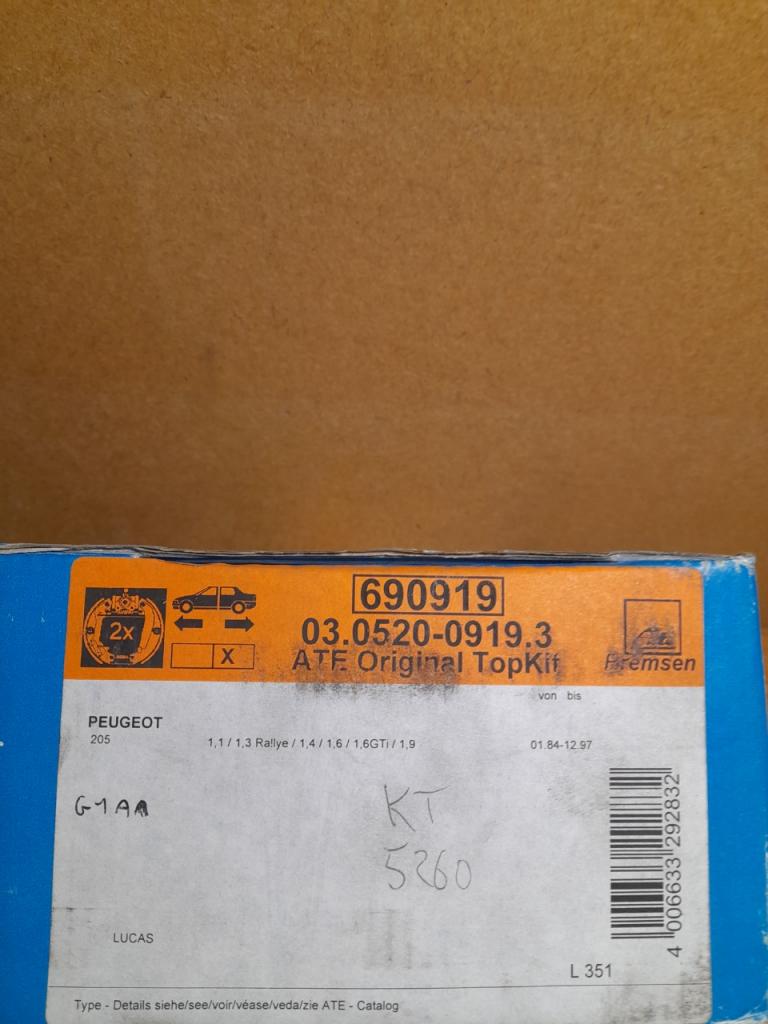 690919
2x
03.0520-0919.3
X
ATE Original TopKit
Bremsen
von bis
PEUGEOT
205 1,1 / 1,3 Rallye / 1,4 / 1,6 / 1,6GTi / 1,9 01.84-12.97
G1AA
KT
5260
4 006633 292832
LUCAS
L 351
Type - Details siehe/see/voir/véase/veda/zie ATE - Catalog